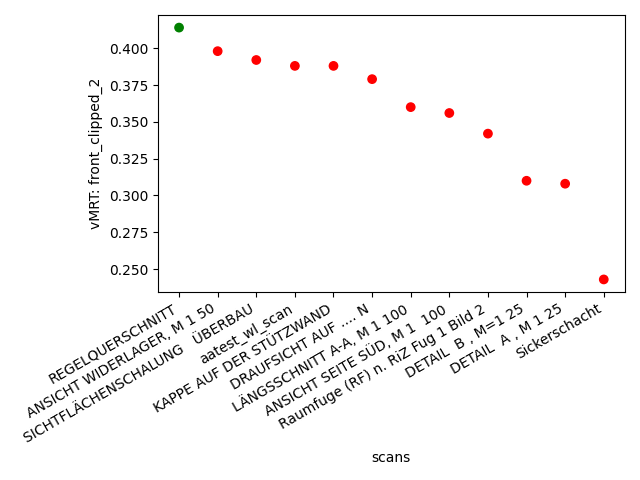 0.400
0.375
0.350
0.325
0.300
0.275
0.250
vMRT: front_clipped_2
REGELQUERSCHNITT
ANSICHT WIDERLAGER, M 1 50
SICHTFLÄCHENSCHALUNG   ÜBERBAU
aatest_wl_scan
KAPPE AUF DER STÜTZWAND
DRAUFSICHT AUF .... N
LÄNGSSCHNITT A-A, M 1 100
ANSICHT SEITE SÜD, M 1  100
Raumfuge (RF) n. RiZ Fug 1 Bild 2
DETAIL  B , M=1 25
DETAIL  A , M 1 25
Sickerschacht
scans